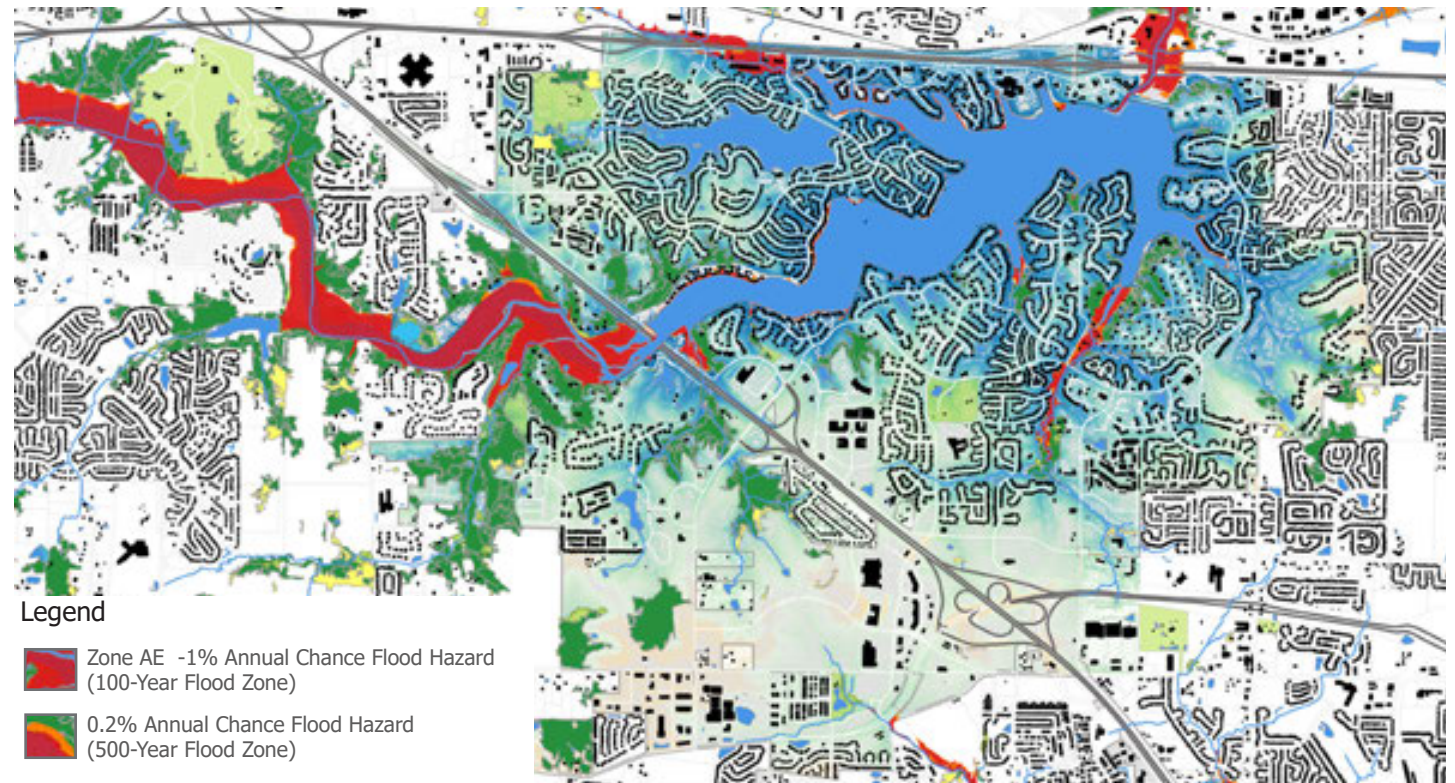 Legend
Zone AE -1% Annual Chance Flood Hazard
(100-Year Flood Zone)
0.2% Annual Chance Flood Hazard
(500-Year Flood Zone)